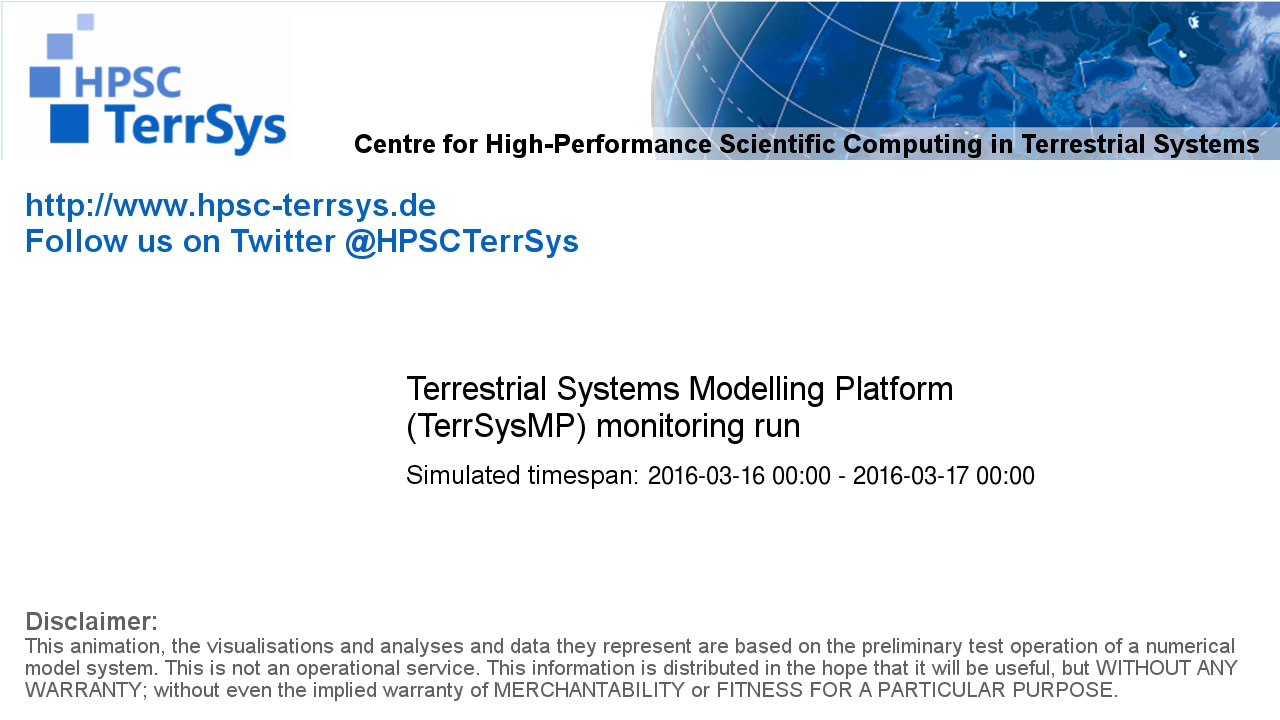 HPSC
TerrSys
Centre for High-Performance Scientific Computing in Terrestrial Systems
http://www.hpsc-terrsys.de
Follow us on Twitter @HPSCTerrSys
Terrestrial Systems Modelling Platform
(TerrSysMP) monitoring run
Simulated timespan: 2016-03-16 00:00 - 2016-03-17 00:00
Disclaimer:
This animation, the visualisations and analyses and data they represent are based on the preliminary test operation of a numerical
model system. This is not an operational service. This information is distributed in the hope that it will be useful, but WITHOUT ANY
WARRANTY; without even the implied warranty of MERCHANTABILITY or FITNESS FOR A PARTICULAR PURPOSE.